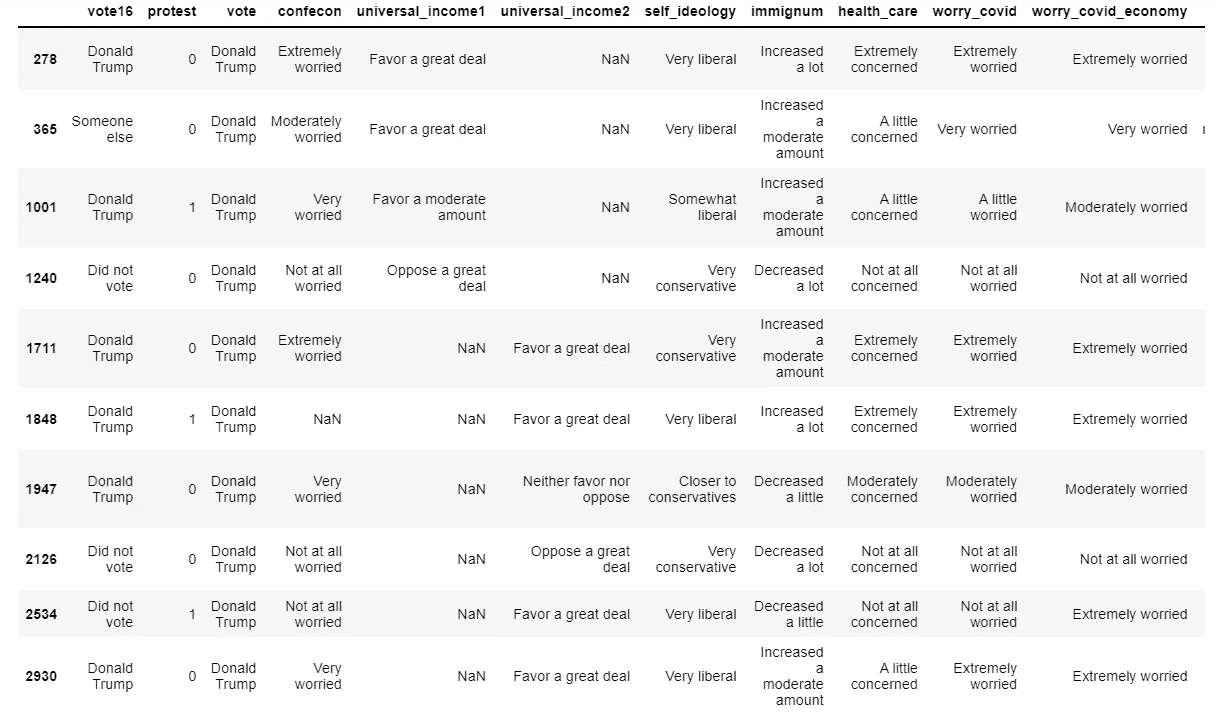 vote16 protest vote confecon universal_income1 universal_income2 self_ideology immignum health_care worry_covid worry_covid_economy
278 Donald Trump 0 Donald Trump Extremely worried Favor a great deal NaN Very liberal Increased a lot Extremely concerned Extremely worried Extremely worried
365 Someone else 0 Donald Trump Moderately worried Favor a great deal NaN Very liberal Increased a moderate amount A little concerned Very worried Very worried
1001 Donald Trump 1 Donald Trump Very worried Favor a moderate amount NaN Somewhat liberal Increased a moderate amount A little concerned A little worried Moderately worried
1240 Did not vote 0 Donald Trump Not at all worried Oppose a great deal NaN Very conservative Decreased a lot Not at all concerned Not at all worried Not at all worried
1711 Donald Trump 0 Donald Trump Extremely worried NaN Favor a great deal Very conservative Increased a moderate amount Extremely concerned Extremely worried Extremely worried
1848 Donald Trump 1 Donald Trump NaN NaN Favor a great deal Very liberal Increased a lot Extremely concerned Extremely worried Extremely worried
1947 Donald Trump 0 Donald Trump Very worried NaN Neither favor nor oppose Closer to conservatives Decreased a little Moderately concerned Moderately worried Moderately worried
2126 Did not vote 0 Donald Trump Not at all worried NaN Oppose a great deal Very conservative Decreased a lot Not at all concerned Not at all worried Not at all worried
2534 Did not vote 1 Donald Trump Not at all worried NaN Favor a great deal Very liberal Decreased a little Not at all concerned Not at all worried Extremely worried
2930 Donald Trump 0 Donald Trump Very worried NaN Favor a great deal Very liberal Increased a moderate amount A little concerned Extremely worried Extremely worried